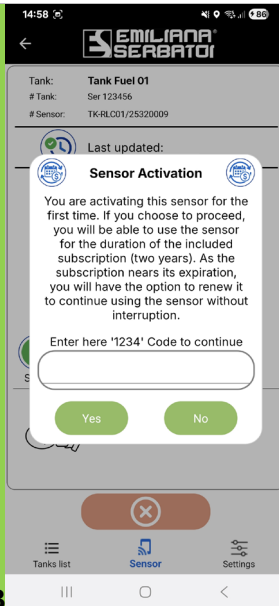 14:58
86
EMILIANA
SERBATOI
Tank: Tank Fuel 01
# Tank: Ser 123456
# Sensor: TK-RLC01/25320009
Last updated:
Sensor Activation
You are activating this sensor for the
first time. If you choose to proceed,
you will be able to use the sensor
for the duration of the included
subscription (two years). As the
subscription nears its expiration,
you will have the option to renew it
to continue using the sensor without
interruption.
Enter here '1234' Code to continue
Yes No
Tanks list Sensor Settings